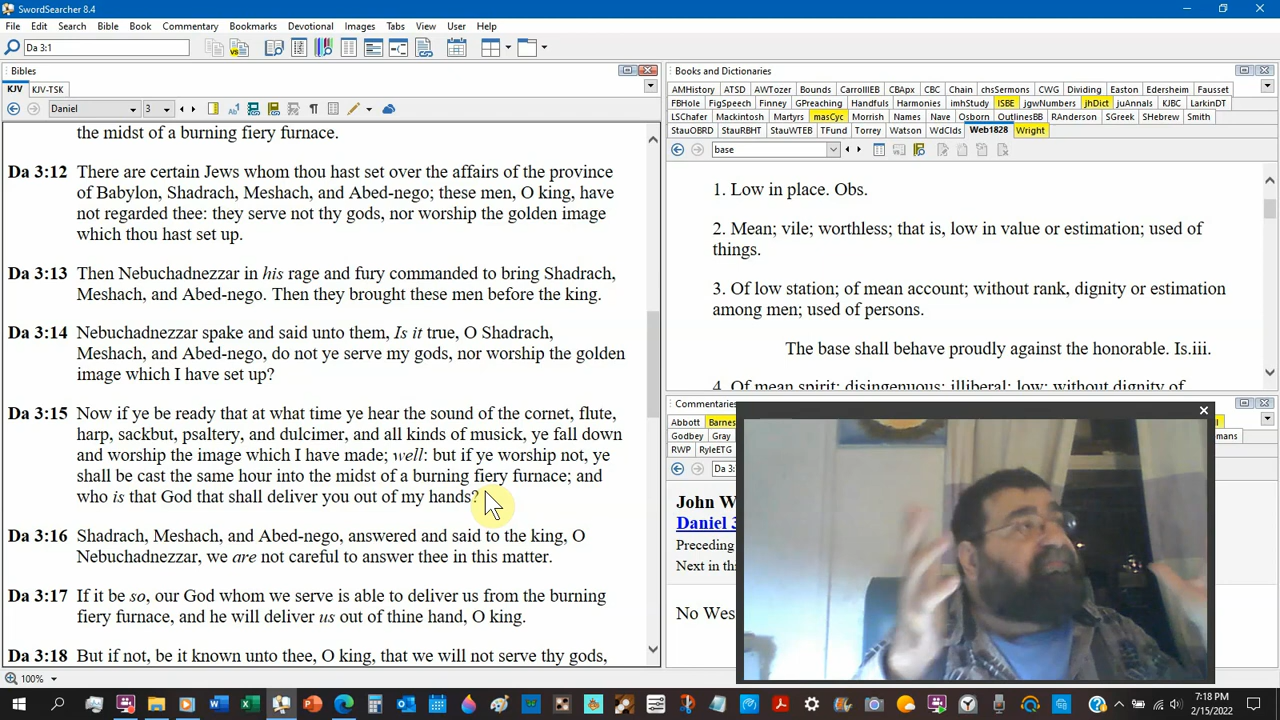 SwordSearcher 8.4
File Edit Search Bible Book Commentary Bookmarks Devotional Images Tabs View User Help
Da 3:1
Bibles
KJV KJV-TSK
Daniel 3
the midst of a burning fiery furnace.
Da 3:12 There are certain Jews whom thou hast set over the affairs of the province
of Babylon, Shadrach, Meshach, and Abed-nego; these men, O king, have
not regarded thee: they serve not thy gods, nor worship the golden image
which thou hast set up.
Da 3:13 Then Nebuchadnezzar in his rage and fury commanded to bring Shadrach,
Meshach, and Abed-nego. Then they brought these men before the king.
Da 3:14 Nebuchadnezzar spake and said unto them, Is it true, O Shadrach,
Meshach, and Abed-nego, do not ye serve my gods, nor worship the golden
image which I have set up?
Da 3:15 Now if ye be ready that at what time ye hear the sound of the cornet, flute,
harp, sackbut, psaltery, and dulcimer, and all kinds of musick, ye fall down
and worship the image which I have made; well: but if ye worship not, ye
shall be cast the same hour into the midst of a burning fiery furnace; and
who is that God that shall deliver you out of my hands?
Da 3:16 Shadrach, Meshach, and Abed-nego, answered and said to the king, O
Nebuchadnezzar, we are not careful to answer thee in this matter.
Da 3:17 If it be so, our God whom we serve is able to deliver us from the burning
fiery furnace, and he will deliver us out of thine hand, O king.
Da 3:18 But if not, be it known unto thee, O king, that we will not serve thy gods,
100%
Books and Dictionaries
AMHistory ATSD AWTozer Bounds CarrollIEB CBApx CBC Chain chsSermons CWG Dividing Easton Edersheim Fausset
FBHole FigSpeech Finney GPreaching Handfuls Harmonies imhStudy ISBE jgwNumbers jhDict juAnnals KJBC LarkinDT
LSChafer Mackintosh Martyrs masCyc Morrish Names Nave Osborn OutlinesBB RAnderson SGreek SHebrew Smith
StauOBRD StauRBHT StauWTEB TFund Torrey Watson WdClds Web1828 Wright
base
1. Low in place. Obs.
2. Mean; vile; worthless; that is, low in value or estimation; used of
things.
3. Of low station; of mean account; without rank, dignity or estimation
among men; used of persons.
The base shall behave proudly against the honorable. Is.iii.
4. Of mean spirit; disingenuous; illiberal; low; without dignity of
Commentaries
Abbott Barnes
Godbey Gray
RWP RyleETG
Da 3
John W
Daniel 3
Preceding
Next in th
No Wes
7:18 PM
2/15/2022